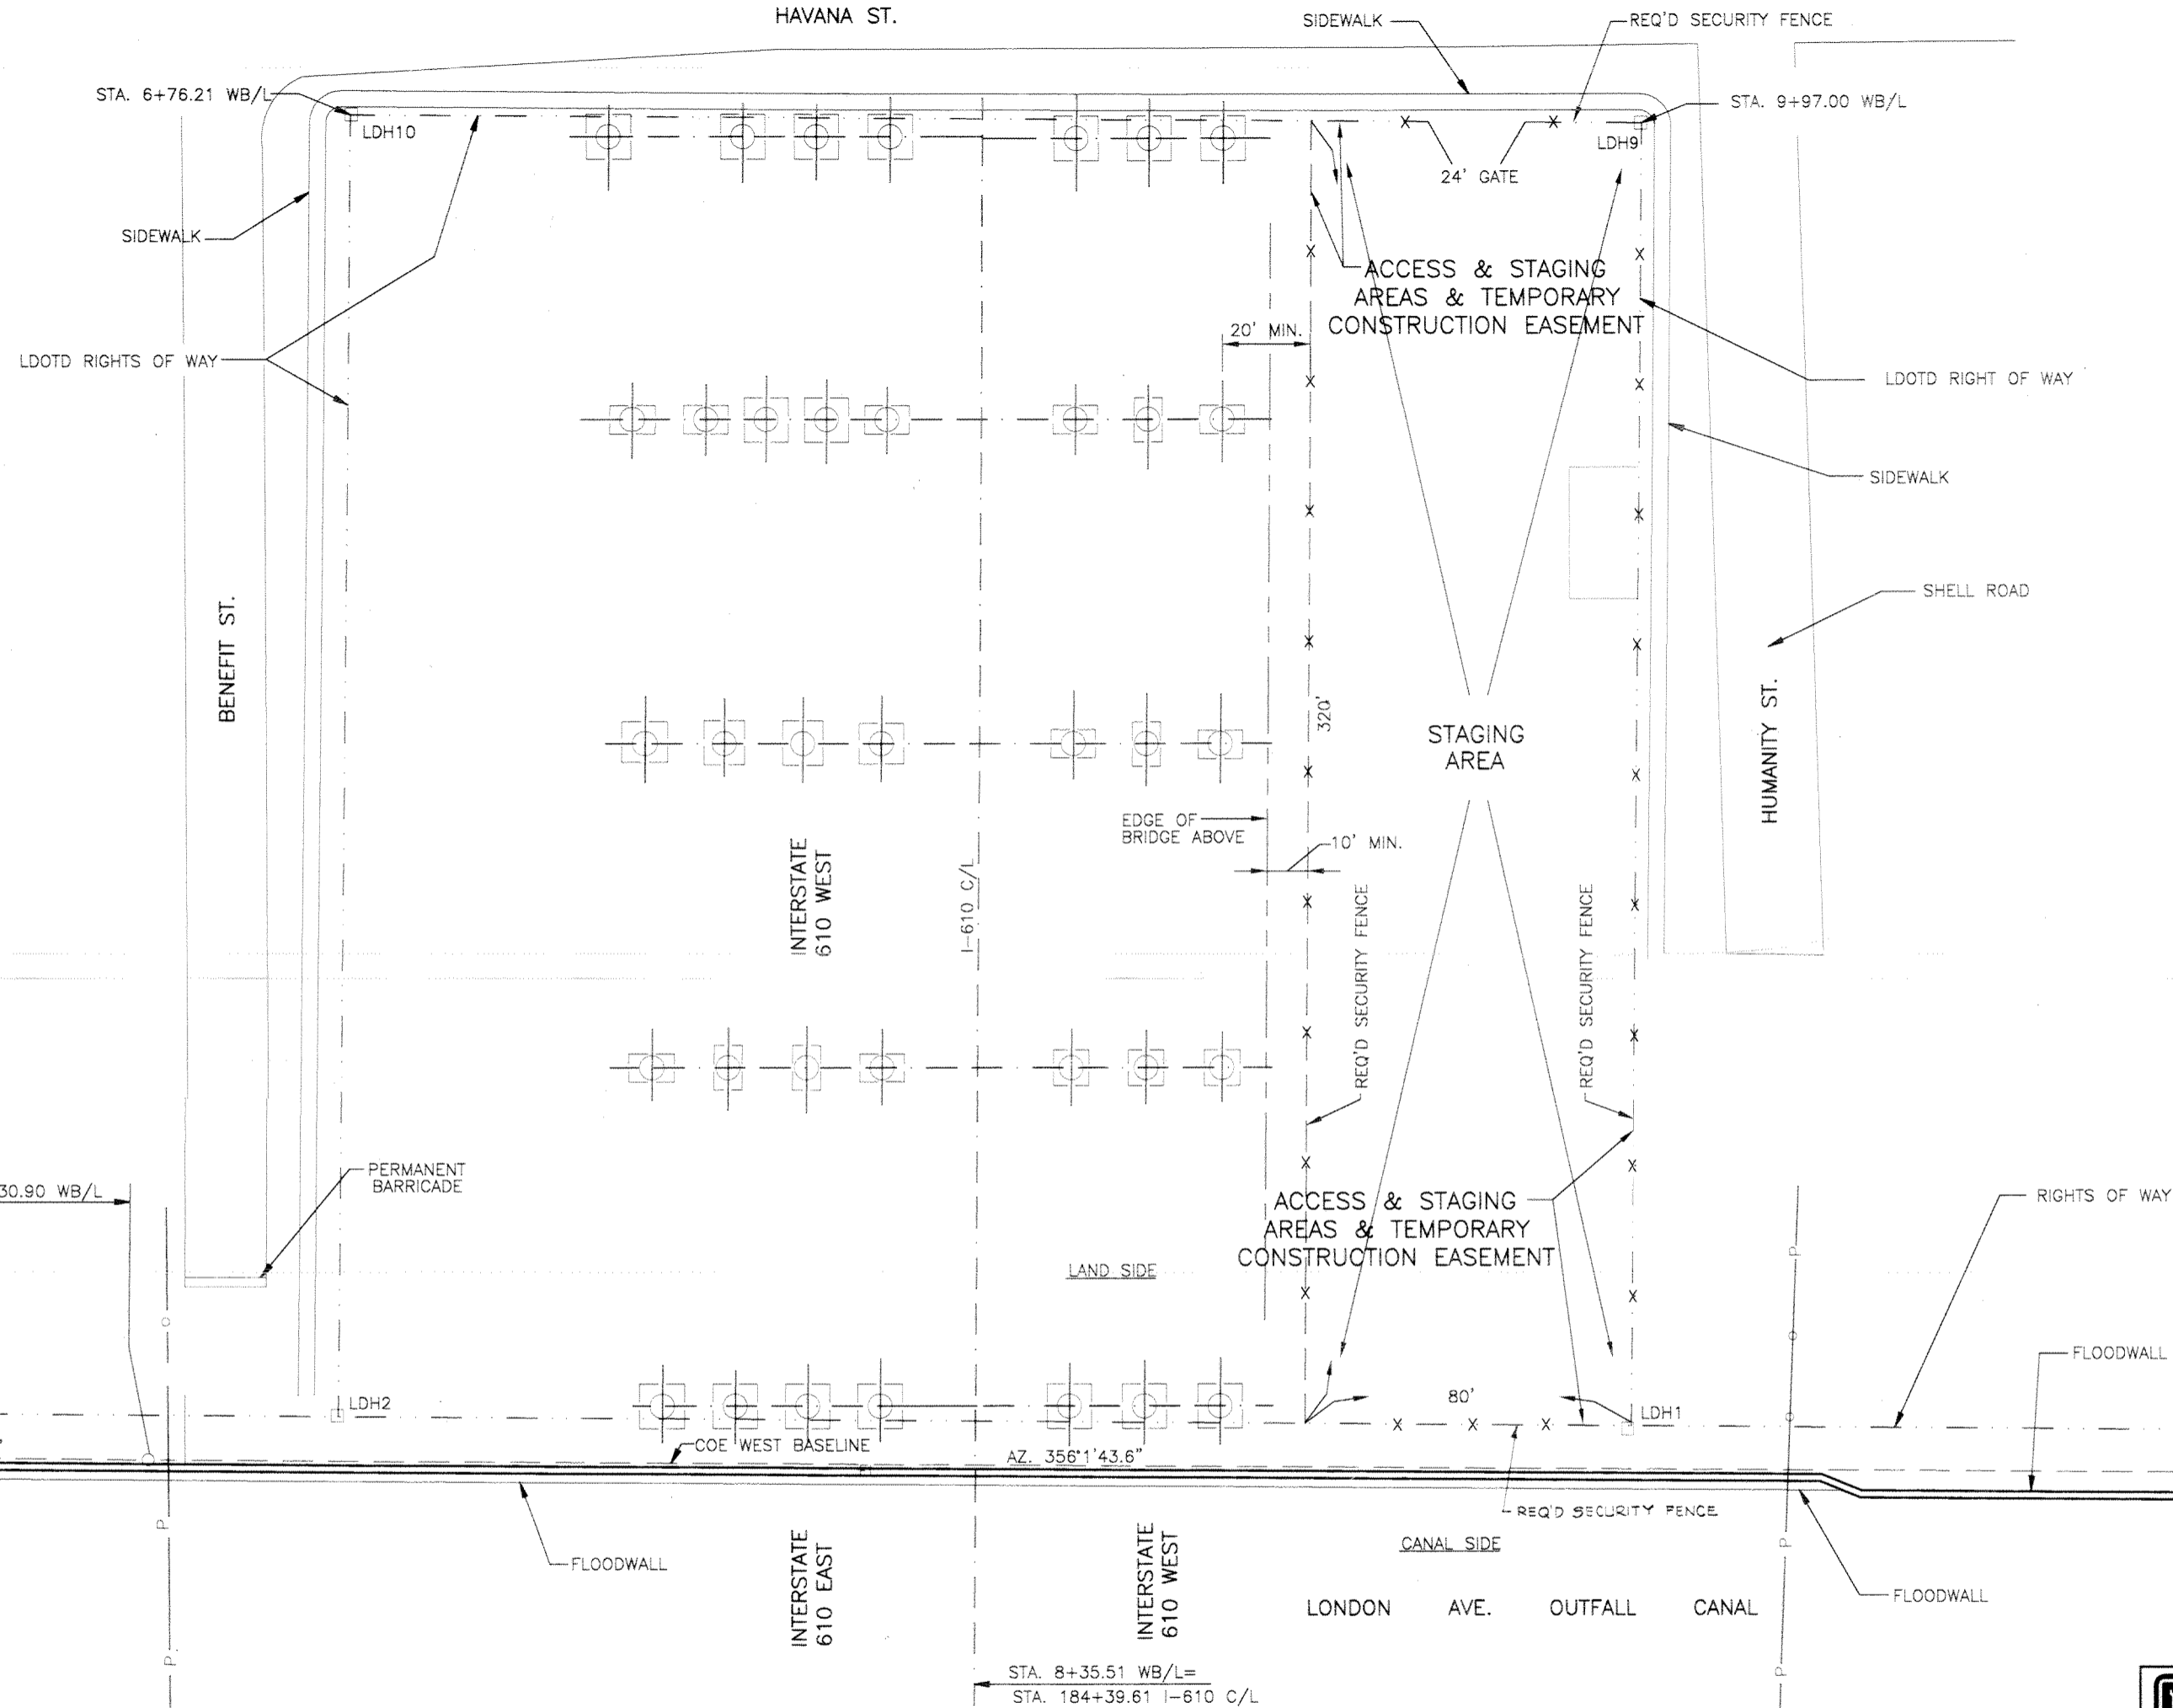 HAVANA ST.
SIDEWALK
REQ'D SECURITY FENCE
STA. 6+76.21 WB/L
STA. 9+97.00 WB/L
LDH10
LDH9
24' GATE
SIDEWALK
ACCESS & STAGING
AREAS & TEMPORARY
CONSTRUCTION EASEMENT
20' MIN.
LDOTD RIGHTS OF WAY
LDOTD RIGHT OF WAY
SIDEWALK
SHELL ROAD
BENEFIT ST.
HUMANITY ST.
320'
STAGING
AREA
EDGE OF
BRIDGE ABOVE
10' MIN.
INTERSTATE
610 WEST
I-610 C/L
REQ'D SECURITY FENCE
REQ'D SECURITY FENCE
PERMANENT
BARRICADE
30.90 WB/L
ACCESS & STAGING
AREAS & TEMPORARY
CONSTRUCTION EASEMENT
RIGHTS OF WAY
LAND SIDE
P
FLOODWALL
80'
LDH2
LDH1
COE WEST BASELINE
AZ. 356°1'43.6"
REQ'D SECURITY FENCE
P
P
CANAL SIDE
FLOODWALL
INTERSTATE
610 EAST
INTERSTATE
610 WEST
FLOODWALL
LONDON AVE. OUTFALL CANAL
P
P
STA. 8+35.51 WB/L=
STA. 184+39.61 I-610 C/L